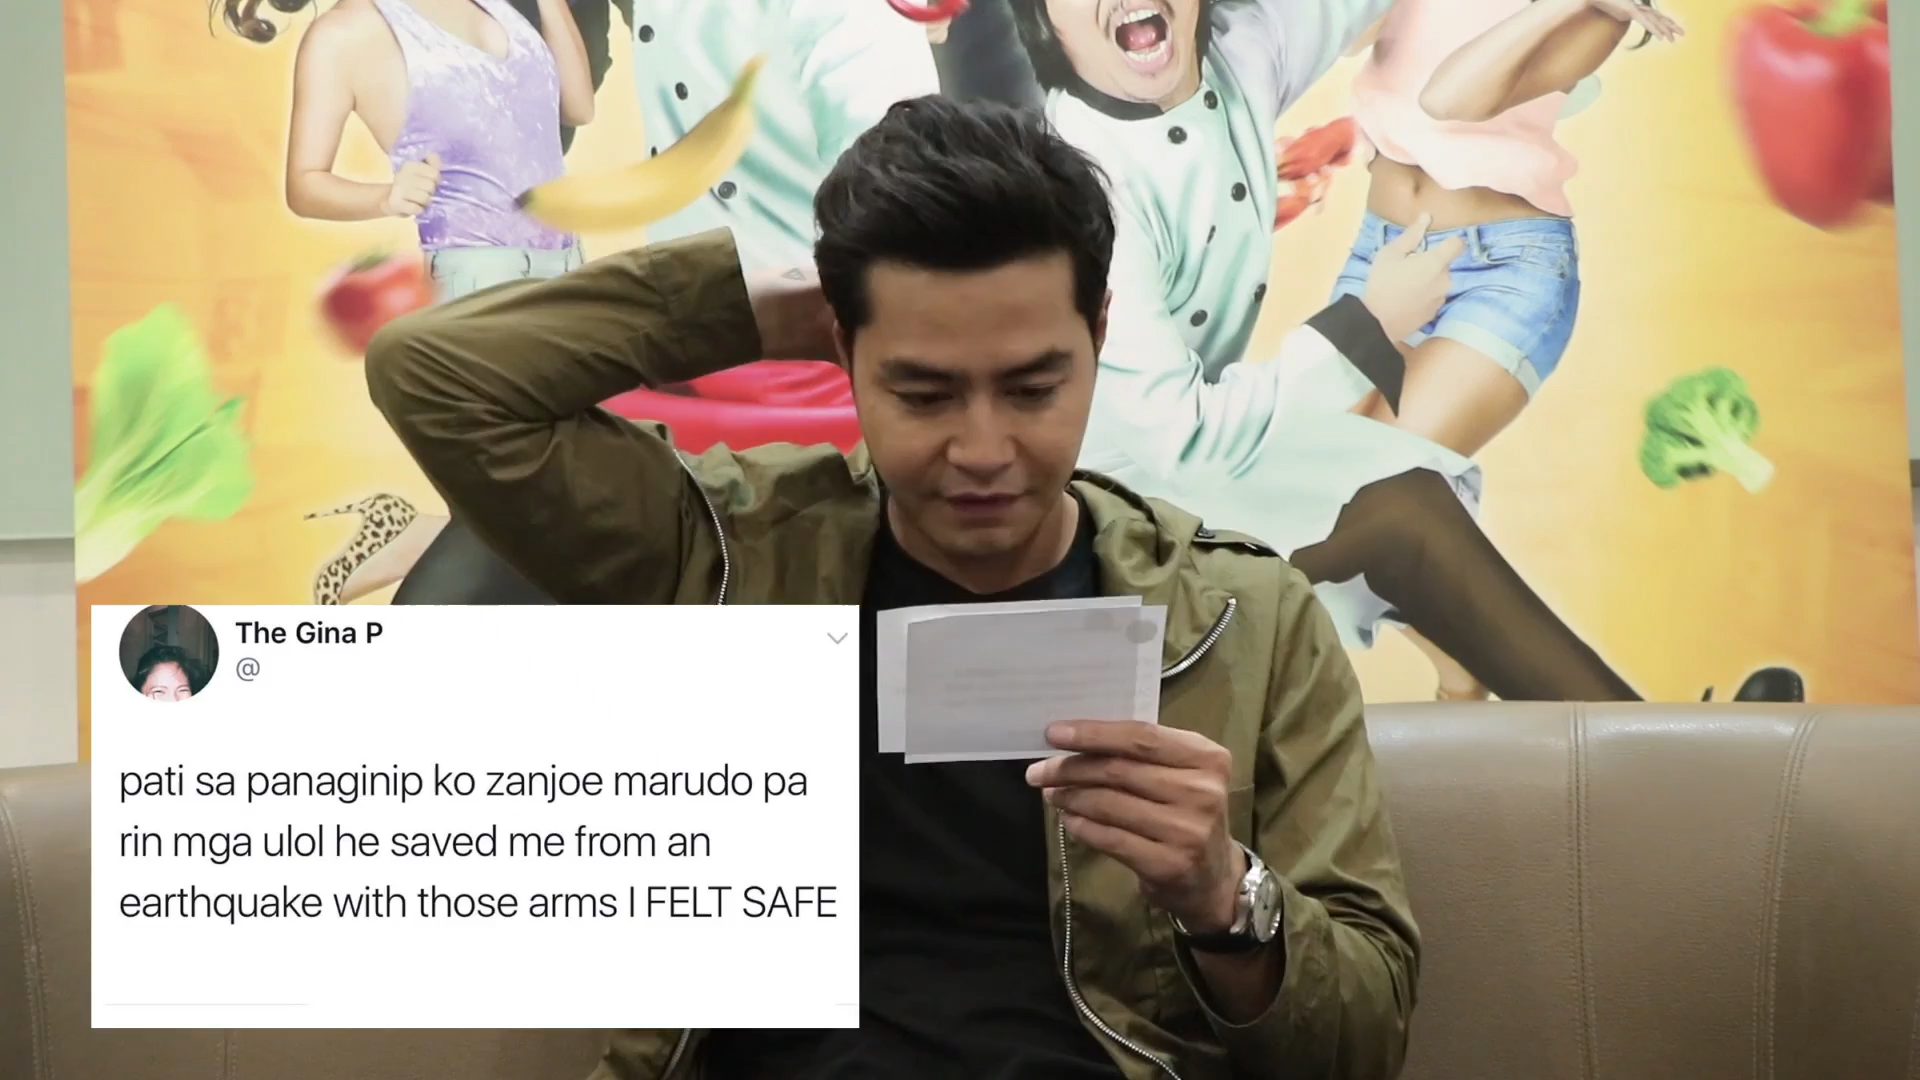 The Gina P
@
pati sa panaginip ko zanjoe marudo pa
rin mga ulol he saved me from an
earthquake with those arms I FELT SAFE